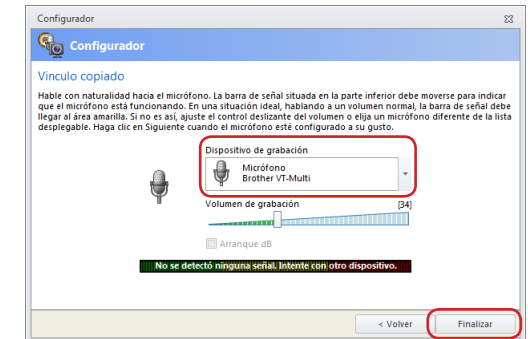 Configurador
Configurador
Vinculo copiado
Hable con naturalidad hacia el micrófono. La barra de señal situada en la parte inferior debe moverse para indicar
que el micrófono está funcionando. En una situación ideal, hablando a un volumen normal, la barra de señal debe
llegar al área amarilla. Si no es así, ajuste el control deslizante del volumen o elija un micrófono diferente de la lista
desplegable. Haga clic en Siguiente cuando el micrófono esté configurado a su gusto.
Dispositivo de grabación
Micrófono
Brother VT-Multi
Volumen de grabación [34]
Arranque dB
No se detectó ninguna señal. Intente con otro dispositivo.
< Volver Finalizar